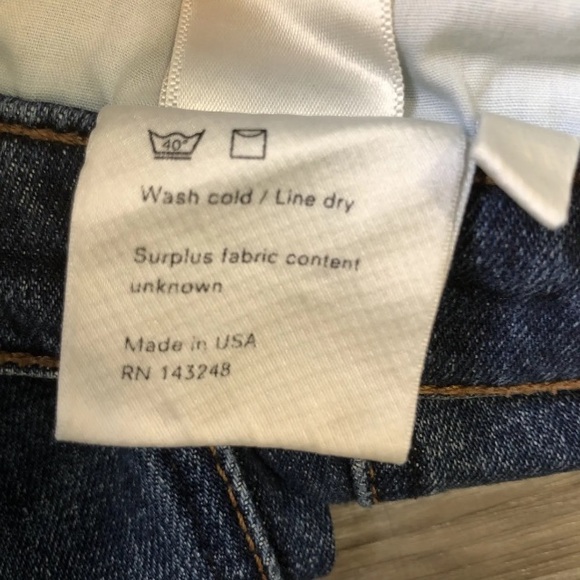 40°
Wash cold / Line dry
Surplus fabric content
unknown
Made in USA
RN 143248